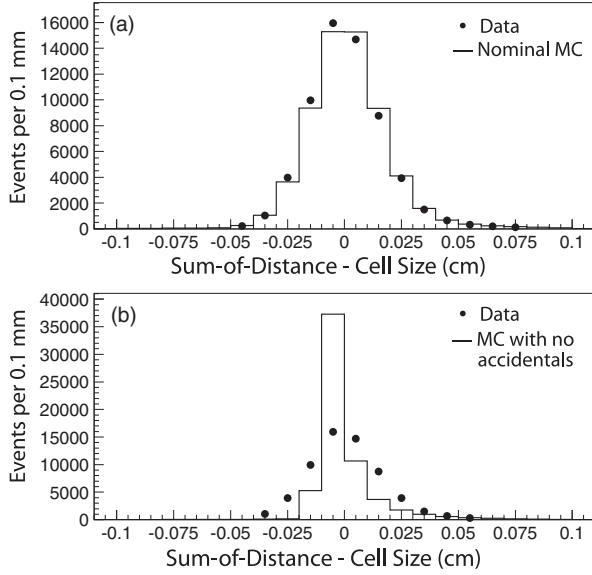 (a)
Data
Nominal MC
Events per 0.1 mm
16000
14000
12000
10000
8000
6000
4000
2000
0
-0.1 -0.075 -0.05 -0.025 0 0.025 0.05 0.075 0.1
Sum-of-Distance - Cell Size (cm)
(b)
Data
MC with no
accidentals
Events per 0.1 mm
40000
35000
30000
25000
20000
15000
10000
5000
0
-0.1 -0.075 -0.05 -0.025 0 0.025 0.05 0.075 0.1
Sum-of-Distance - Cell Size (cm)